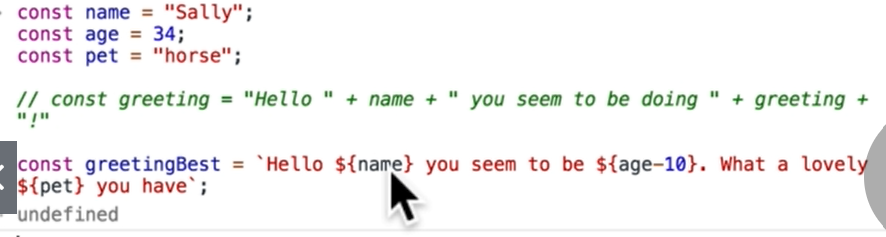 const name = "Sally";
const age = 34;
const pet = "horse";
// const greeting = "Hello " + name + " you seem to be doing " + greeting +
"!"
const greetingBest = `Hello ${name} you seem to be ${age-10}. What a lovely
${pet} you have`;
undefined